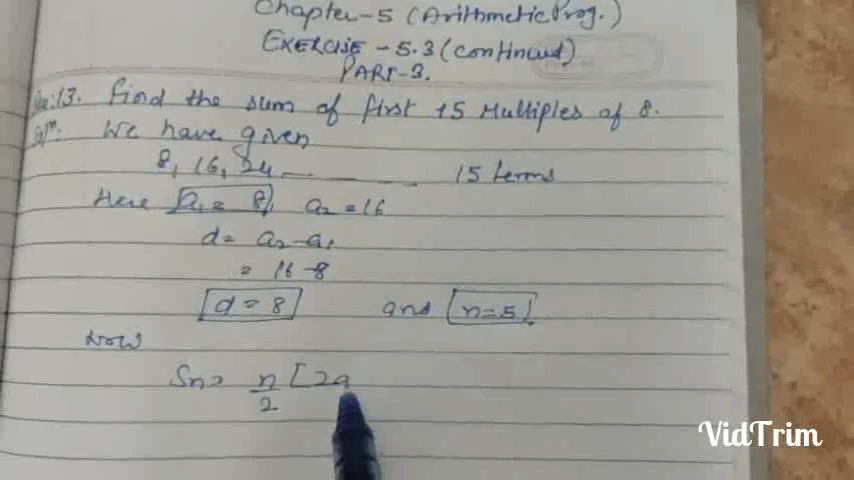 Chapter-5 (Arithmetic Prog.)
EXERCISE -5.3 (continued)
PART-3.
Que:13. Find the sum of first 15 Multiples of 8.
Solⁿ. We have given
8, 16, 24 --- --- 15 terms
Here a₁ = 8, a₂ = 16
d = a₂ - a₁
= 16 - 8
d = 8 and n = 5
Now
Sn = n/2 [2a
VidTrim